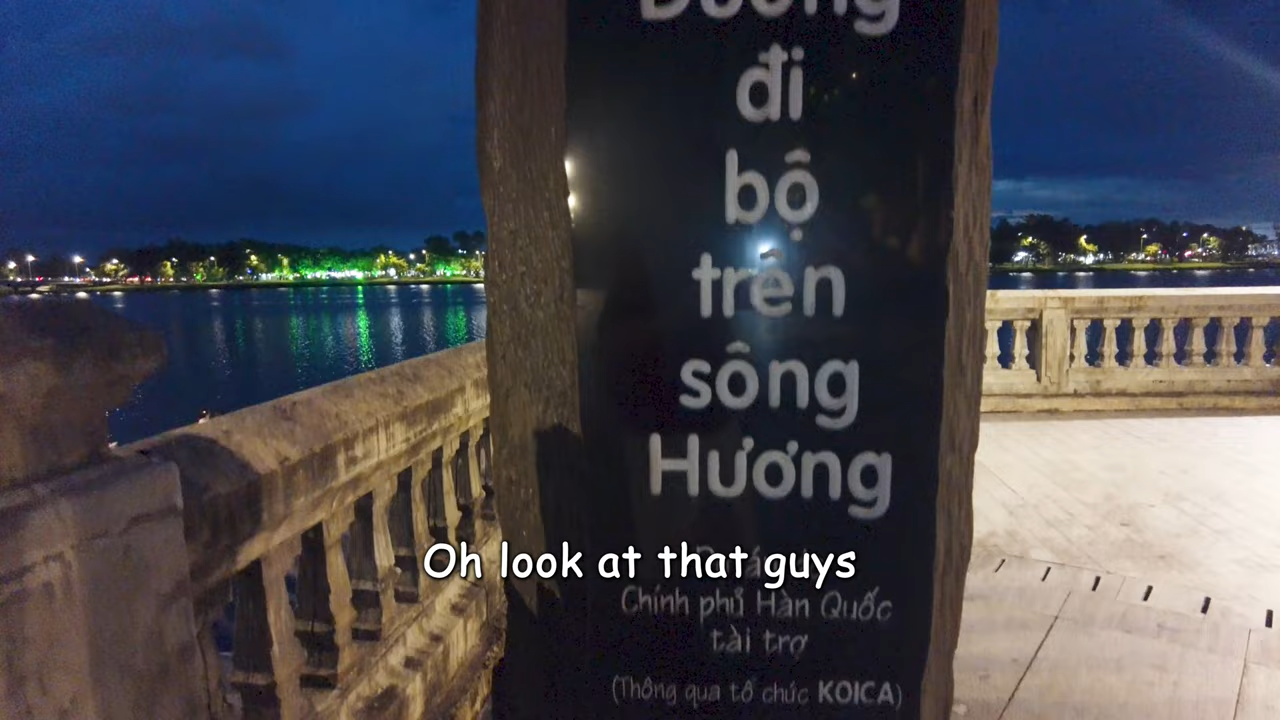 Đường
đi
bộ
trên
sông
Hương
Oh look at that guys
Chính phủ Hàn Quốc
tài trợ
(Thông qua tổ chức KOICA)